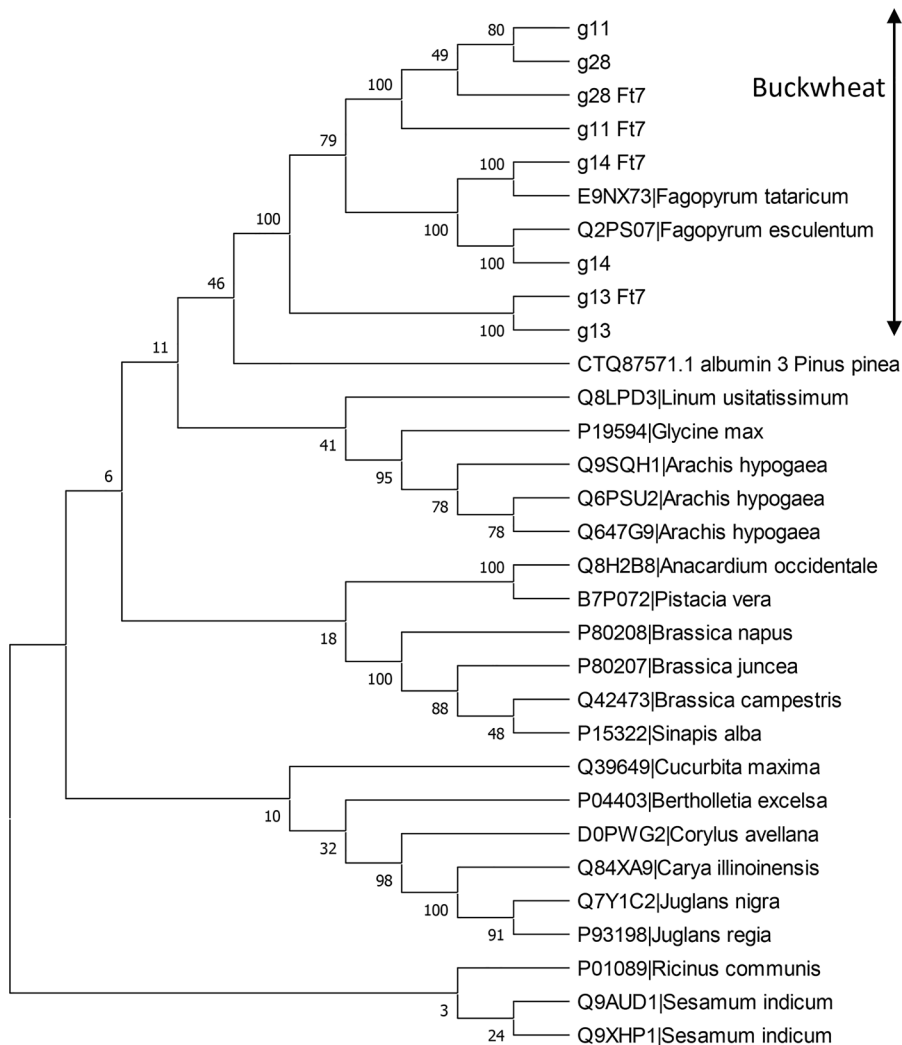 80
g11
g28
49
g28 Ft7
100
g11 Ft7
Buckwheat
79
100
g14 Ft7
E9NX73|Fagopyrum tataricum
100
Q2PS07|Fagopyrum esculentum
100
g14
100
g13 Ft7
100
g13
46
CTQ87571.1 albumin 3 Pinus pinea
11
Q8LPD3|Linum usitatissimum
41
P19594|Glycine max
95
Q9SQH1|Arachis hypogaea
78
Q6PSU2|Arachis hypogaea
78
Q647G9|Arachis hypogaea
6
100
Q8H2B8|Anacardium occidentale
B7P072|Pistacia vera
18
P80208|Brassica napus
100
P80207|Brassica juncea
88
Q42473|Brassica campestris
48
P15322|Sinapis alba
Q39649|Cucurbita maxima
10
P04403|Bertholletia excelsa
32
D0PWG2|Corylus avellana
98
Q84XA9|Carya illinoinensis
100
Q7Y1C2|Juglans nigra
91
P93198|Juglans regia
P01089|Ricinus communis
3
Q9AUD1|Sesamum indicum
24
Q9XHP1|Sesamum indicum